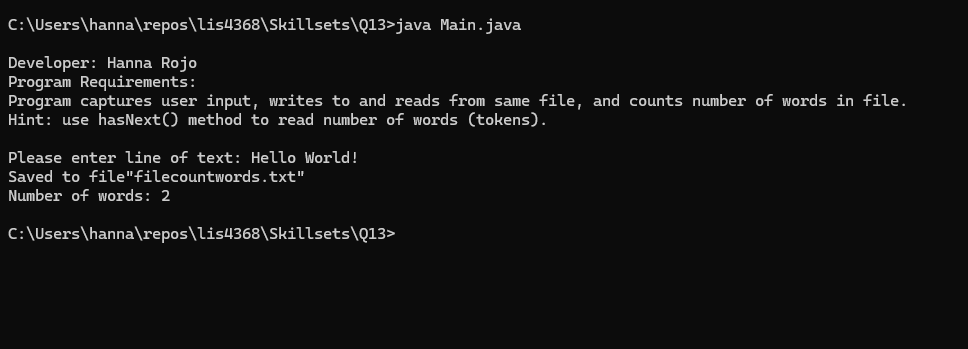 C:\Users\hanna\repos\lis4368\Skillsets\Q13>java Main.java
Developer: Hanna Rojo
Program Requirements:
Program captures user input, writes to and reads from same file, and counts number of words in file.
Hint: use hasNext() method to read number of words (tokens).
Please enter line of text: Hello World!
Saved to file"filecountwords.txt"
Number of words: 2
C:\Users\hanna\repos\lis4368\Skillsets\Q13>